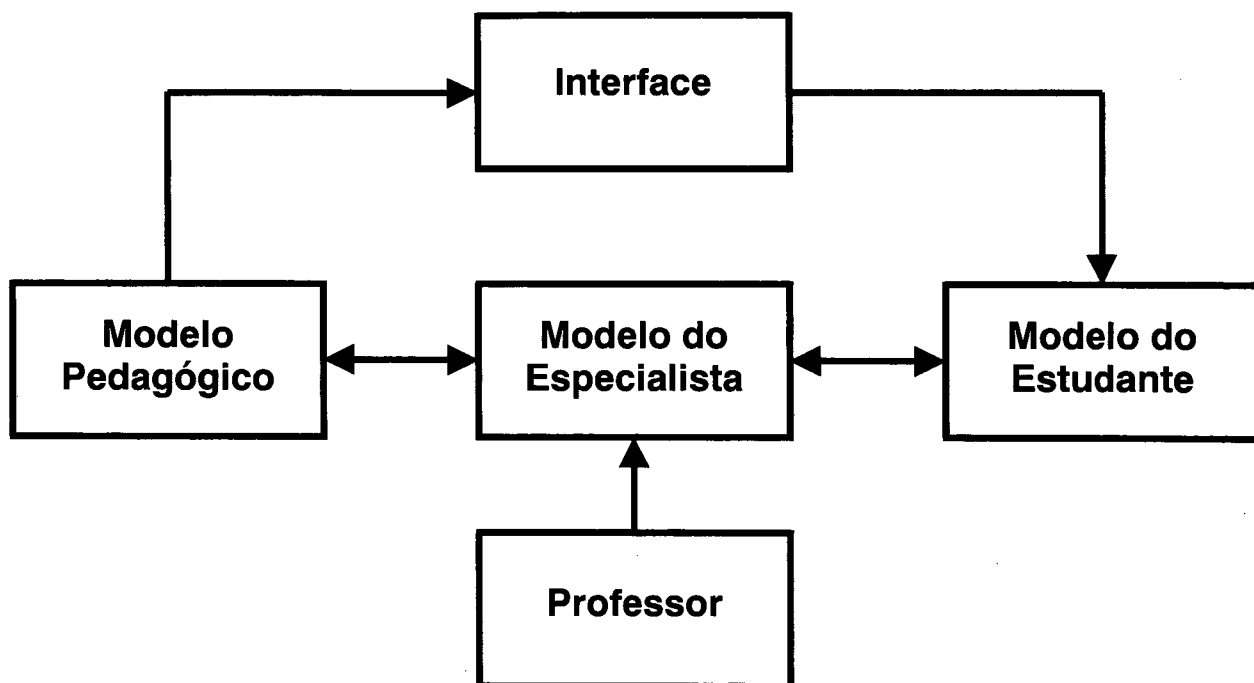 Interface
Modelo
Pedagógico
Modelo do
Especialista
Modelo do
Estudante
Professor